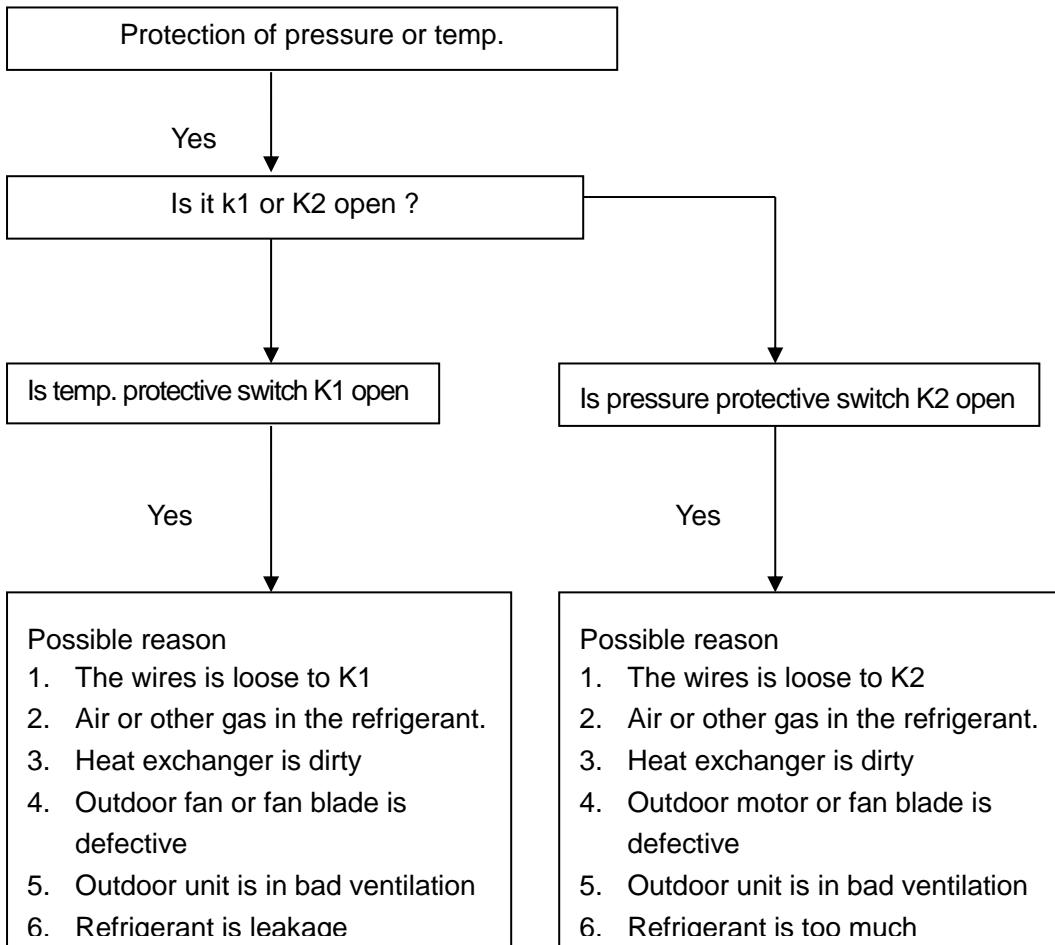 Protection of pressure or temp.
Yes
Is it k1 or K2 open ?
Is temp. protective switch K1 open
Is pressure protective switch K2 open
Yes
Yes
Possible reason
1. The wires is loose to K1
2. Air or other gas in the refrigerant.
3. Heat exchanger is dirty
4. Outdoor fan or fan blade is
defective
5. Outdoor unit is in bad ventilation
6. Refrigerant is leakage
Possible reason
1. The wires is loose to K2
2. Air or other gas in the refrigerant.
3. Heat exchanger is dirty
4. Outdoor motor or fan blade is
defective
5. Outdoor unit is in bad ventilation
6. Refrigerant is too much